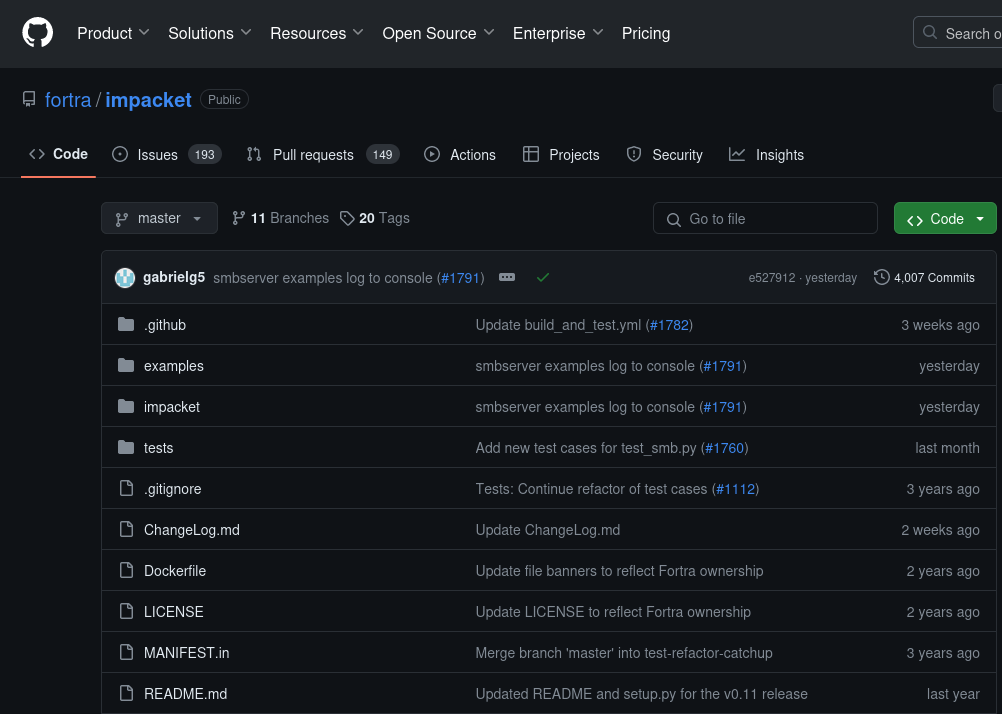 Product Solutions Resources Open Source Enterprise Pricing Search o
fortra / impacket Public
Code Issues 193 Pull requests 149 Actions Projects Security Insights
master 11 Branches 20 Tags Go to file Code
gabrielg5 smbserver examples log to console (#1791) e527912 · yesterday 4,007 Commits
.github Update build_and_test.yml (#1782) 3 weeks ago
examples smbserver examples log to console (#1791) yesterday
impacket smbserver examples log to console (#1791) yesterday
tests Add new test cases for test_smb.py (#1760) last month
.gitignore Tests: Continue refactor of test cases (#1112) 3 years ago
ChangeLog.md Update ChangeLog.md 2 weeks ago
Dockerfile Update file banners to reflect Fortra ownership 2 years ago
LICENSE Update LICENSE to reflect Fortra ownership 2 years ago
MANIFEST.in Merge branch 'master' into test-refactor-catchup 3 years ago
README.md Updated README and setup.py for the v0.11 release last year